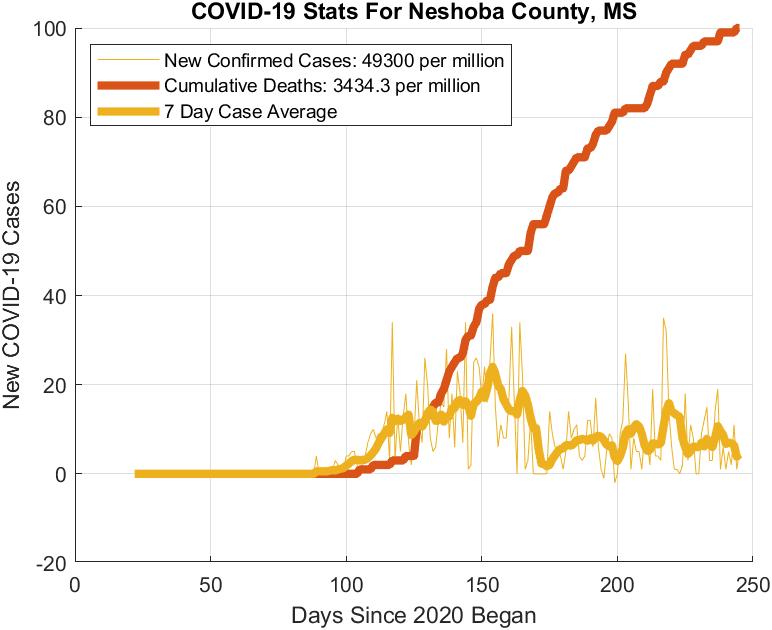 COVID-19 Stats For Neshoba County, MS
100
80
60
40
20
0
-20
New COVID-19 Cases
New Confirmed Cases: 49300 per million
Cumulative Deaths: 3434.3 per million
7 Day Case Average
0 50 100 150 200 250
Days Since 2020 Began